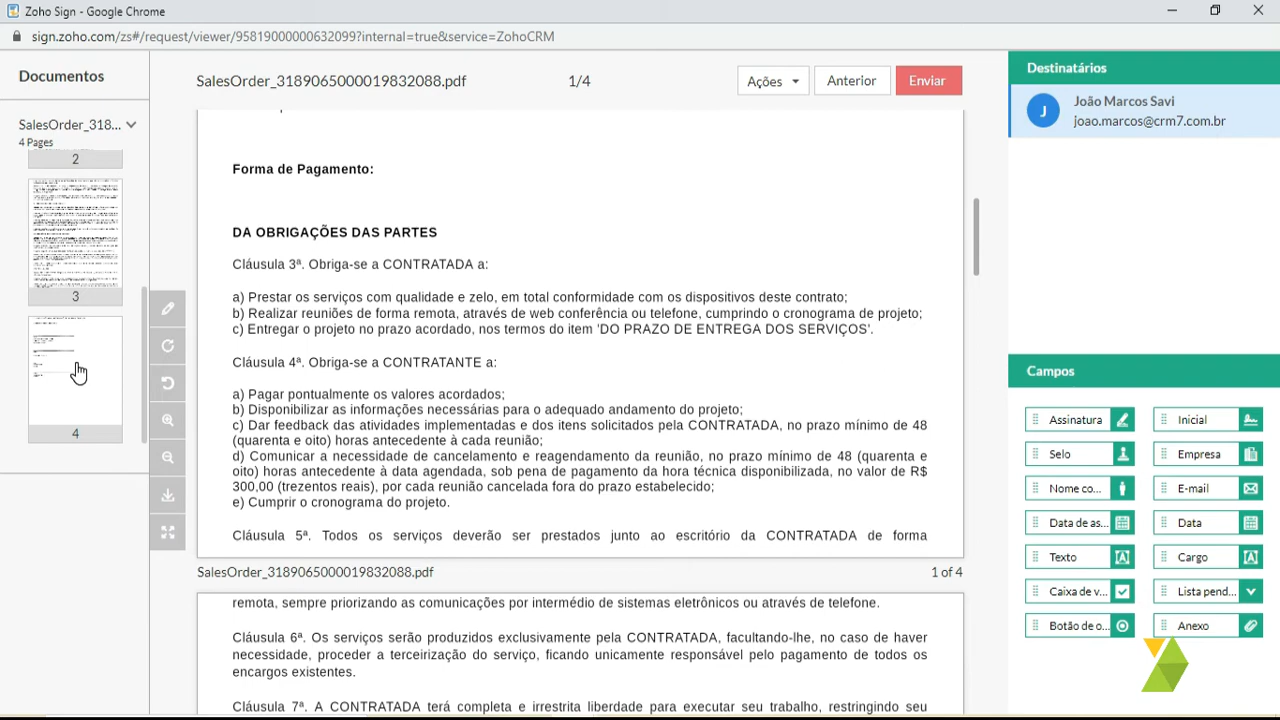 Zoho Sign - Google Chrome
sign.zoho.com/zs#/request/viewer/95819000000632099?internal=true&service=ZohoCRM
Documentos
SalesOrder_318...
4 Pages
2
3
4
SalesOrder_3189065000019832088.pdf
1/4
Ações
Anterior
Enviar
Forma de Pagamento:
DA OBRIGAÇÕES DAS PARTES
Cláusula 3ª. Obriga-se a CONTRATADA a:
a) Prestar os serviços com qualidade e zelo, em total conformidade com os dispositivos deste contrato;
b) Realizar reuniões de forma remota, através de web conferência ou telefone, cumprindo o cronograma de projeto;
c) Entregar o projeto no prazo acordado, nos termos do item 'DO PRAZO DE ENTREGA DOS SERVIÇOS'.
Cláusula 4ª. Obriga-se a CONTRATANTE a:
a) Pagar pontualmente os valores acordados;
b) Disponibilizar as informações necessárias para o adequado andamento do projeto;
c) Dar feedback das atividades implementadas e dos itens solicitados pela CONTRATADA, no prazo mínimo de 48
(quarenta e oito) horas antecedente à cada reunião;
d) Comunicar a necessidade de cancelamento e reagendamento da reunião, no prazo mínimo de 48 (quarenta e
oito) horas antecedente à data agendada, sob pena de pagamento da hora técnica disponibilizada, no valor de R$
300,00 (trezentos reais), por cada reunião cancelada fora do prazo estabelecido;
e) Cumprir o cronograma do projeto.
Cláusula 5ª. Todos os serviços deverão ser prestados junto ao escritório da CONTRATADA de forma
SalesOrder_3189065000019832088.pdf
1 of 4
remota, sempre priorizando as comunicações por intermédio de sistemas eletrônicos ou através de telefone.
Cláusula 6ª. Os serviços serão produzidos exclusivamente pela CONTRATADA, facultando-lhe, no caso de haver
necessidade, proceder a terceirização do serviço, ficando unicamente responsável pelo pagamento de todos os
encargos existentes.
Cláusula 7ª. A CONTRATADA terá completa e irrestrita liberdade para executar seu trabalho, restringindo seu
Destinatários
J
João Marcos Savi
joao.marcos@crm7.com.br
Campos
Assinatura
Inicial
Selo
Empresa
Nome co...
E-mail
Data de as...
Data
Texto
Cargo
Caixa de v...
Lista pend...
Botão de o...
Anexo